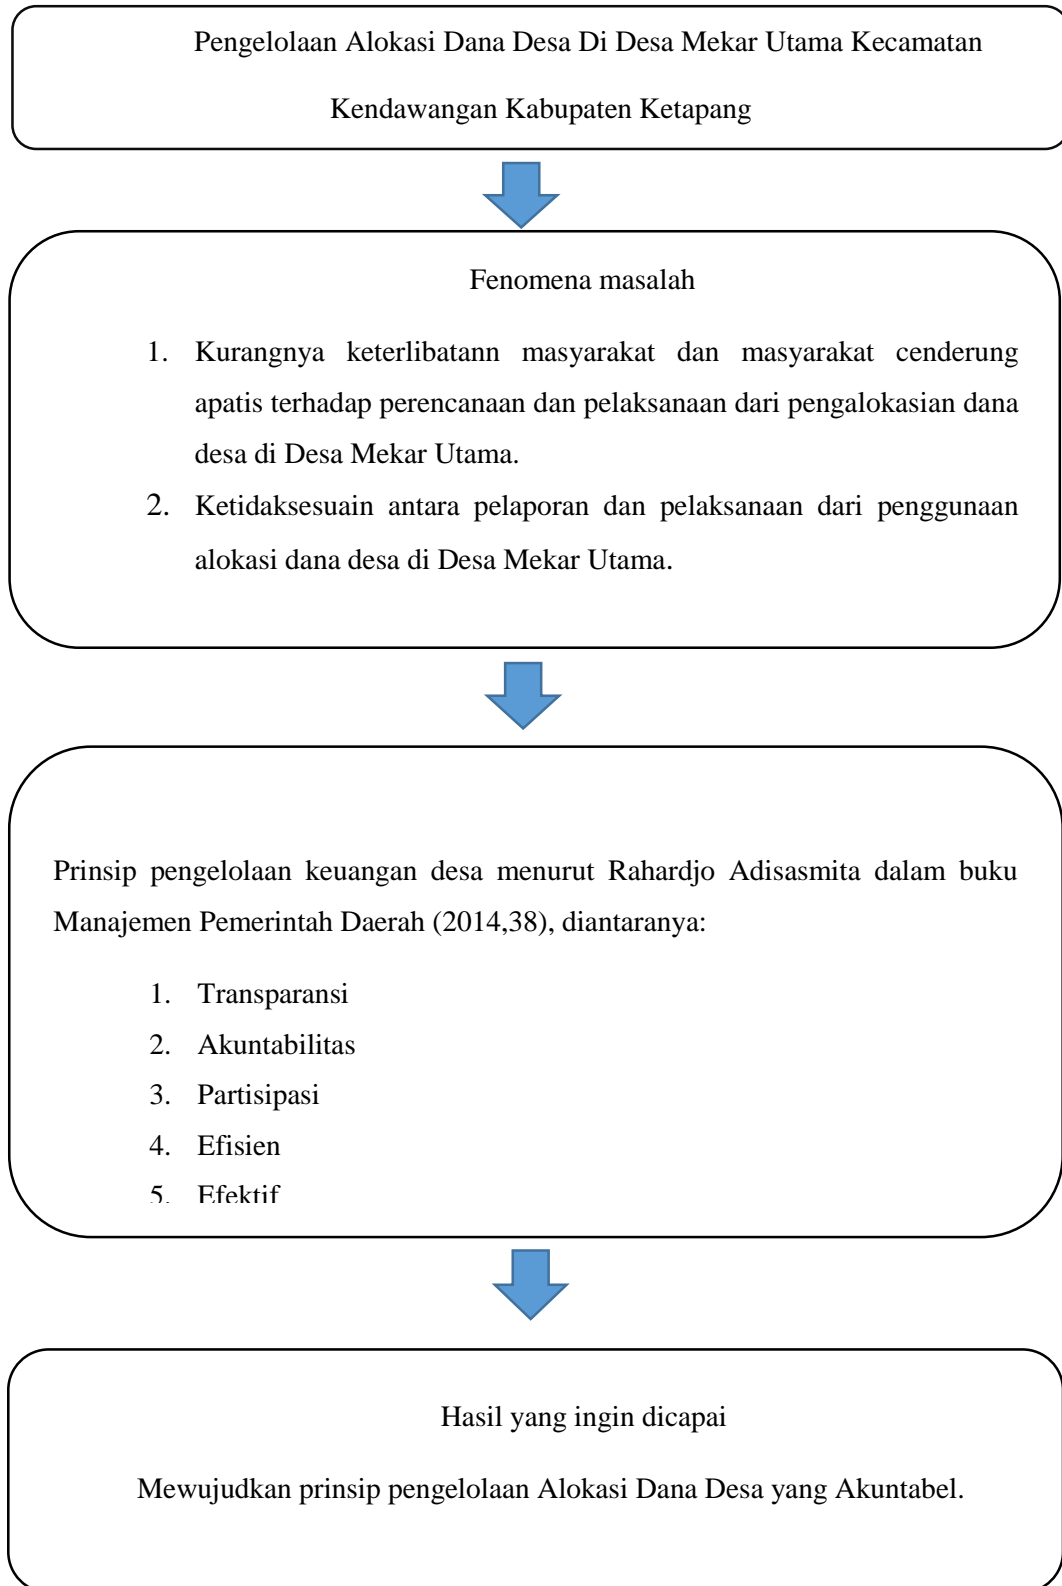 Pengelolaan Alokasi Dana Desa Di Desa Mekar Utama Kecamatan
Kendawangan Kabupaten Ketapang
Fenomena masalah
1. Kurangnya keterlibatann masyarakat dan masyarakat cenderung
apatis terhadap perencanaan dan pelaksanaan dari pengalokasian dana
desa di Desa Mekar Utama.
2. Ketidaksesuain antara pelaporan dan pelaksanaan dari penggunaan
alokasi dana desa di Desa Mekar Utama.
Prinsip pengelolaan keuangan desa menurut Rahardjo Adisasmita dalam buku
Manajemen Pemerintah Daerah (2014,38), diantaranya:
1. Transparansi
2. Akuntabilitas
3. Partisipasi
4. Efisien
5. Efektif
Hasil yang ingin dicapai
Mewujudkan prinsip pengelolaan Alokasi Dana Desa yang Akuntabel.